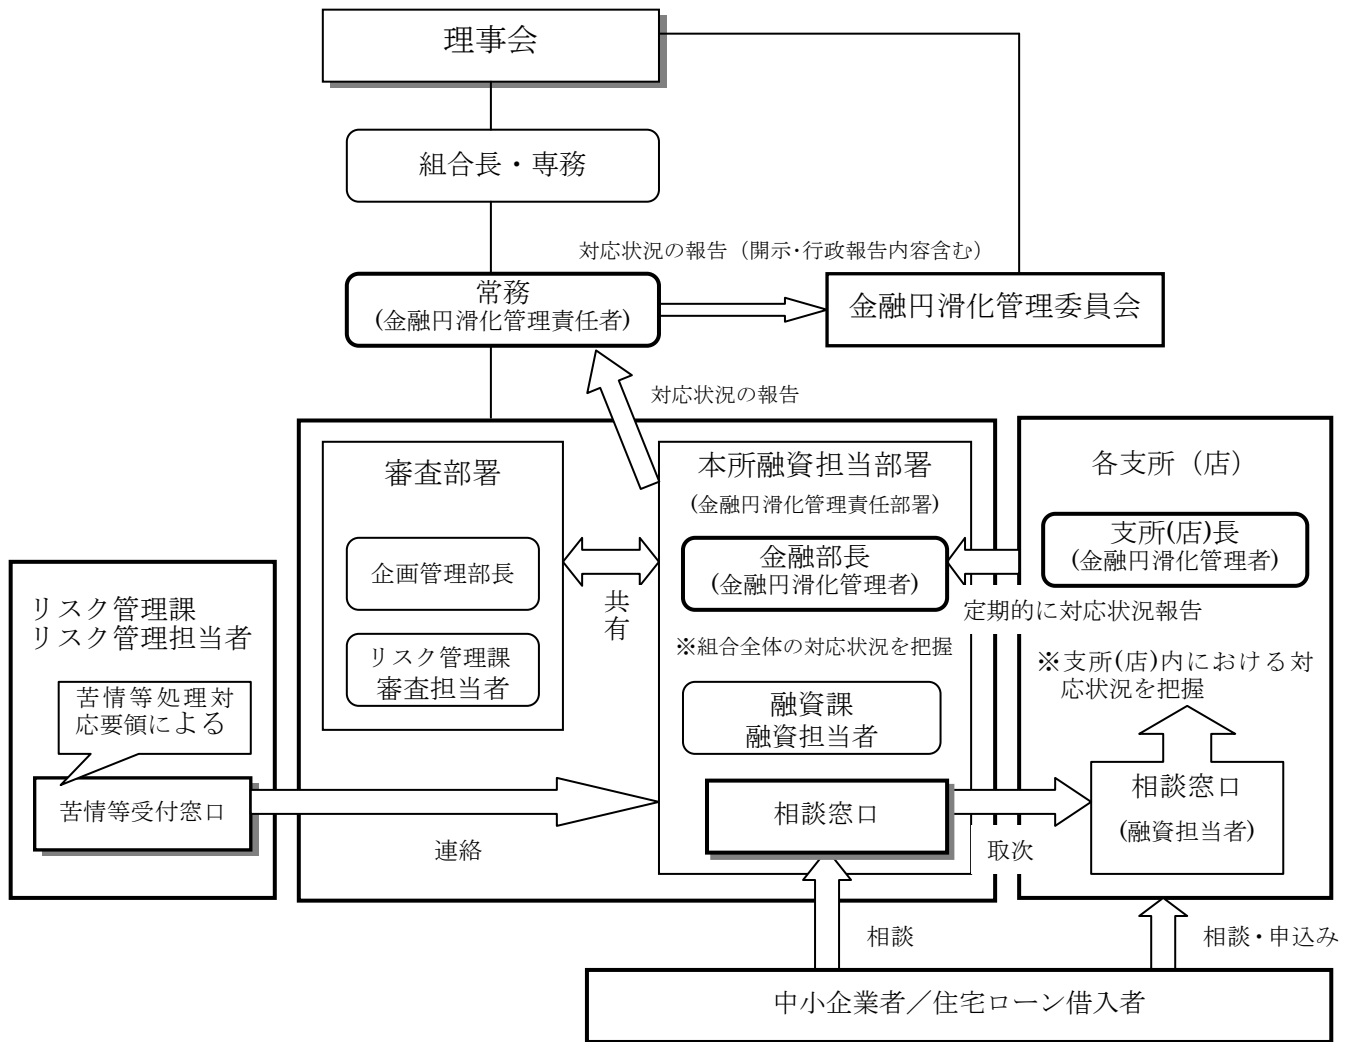 理事会
組合長・専務
対応状況の報告（開示･行政報告内容含む）
常務
(金融円滑化管理責任者)
金融円滑化管理委員会
対応状況の報告
審査部署
企画管理部長
リスク管理課
審査担当者
共
有
本所融資担当部署
(金融円滑化管理責任部署)
金融部長
(金融円滑化管理者)
※組合全体の対応状況を把握
融資課
融資担当者
相談窓口
各支所（店）
支所(店)長
(金融円滑化管理者)
定期的に対応状況報告
※支所(店)内における対
応状況を把握
相談窓口
(融資担当者)
リスク管理課
リスク管理担当者
苦情等処理対
応要領による
苦情等受付窓口
連絡
取次
相談
相談･申込み
中小企業者／住宅ローン借入者